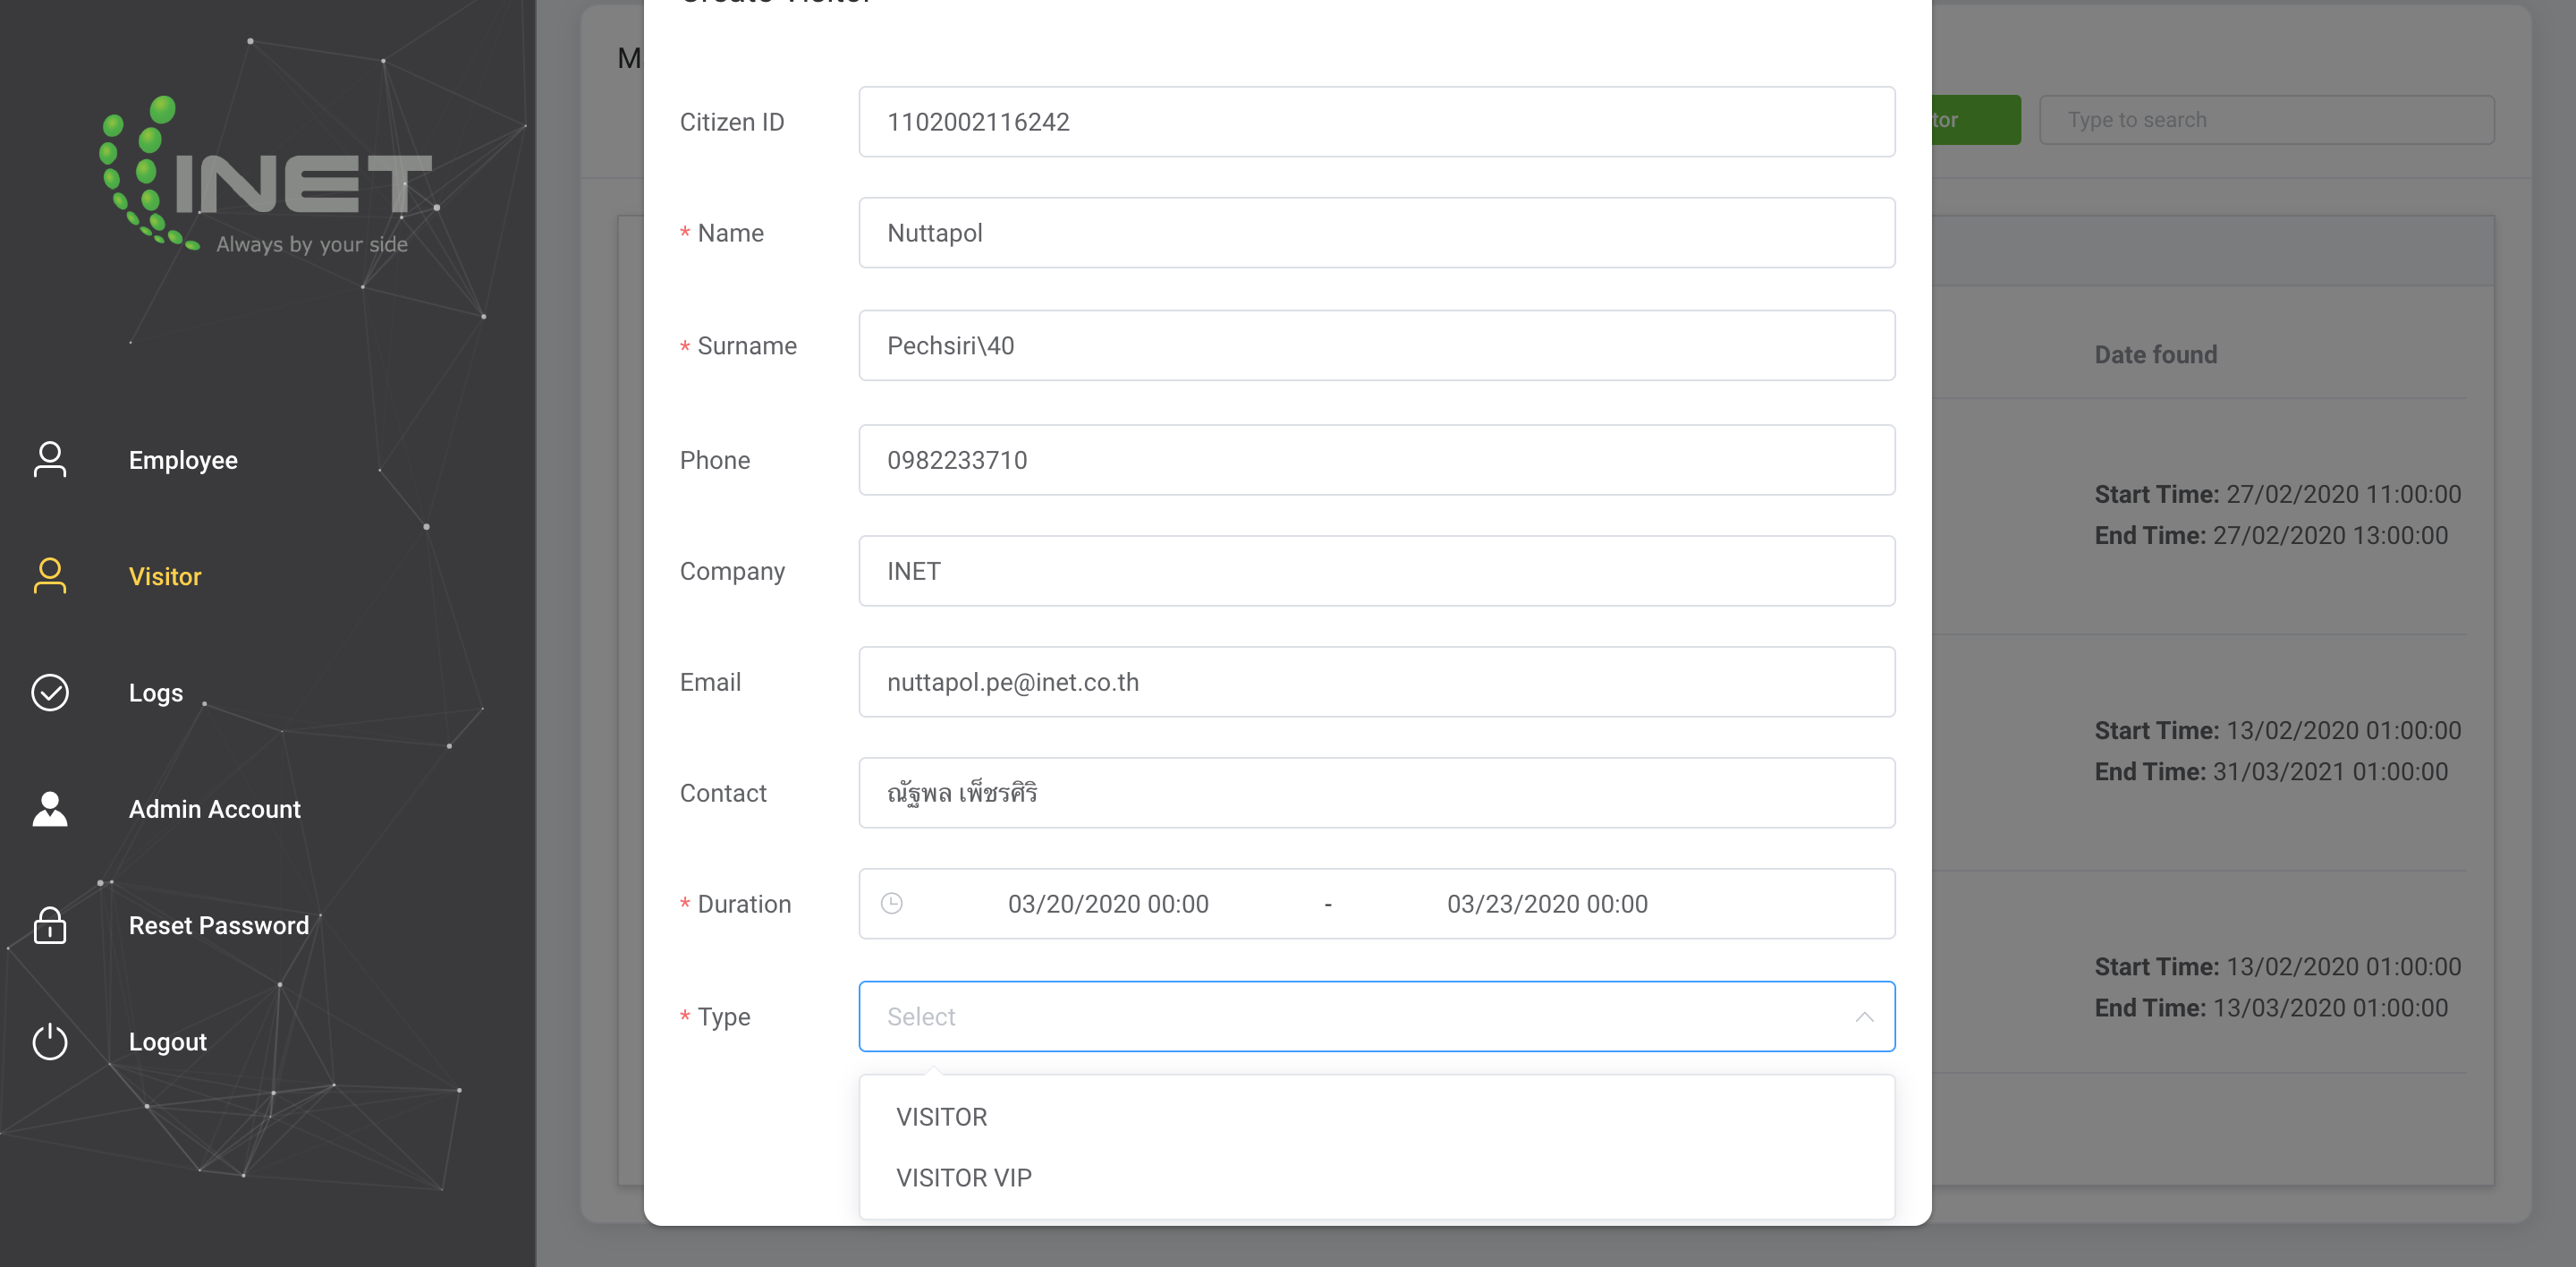 INET
Always by your side
Employee
Visitor
Logs
Admin Account
Reset Password
Logout
Create Visitor
Citizen ID 1102002116242
* Name Nuttapol
* Surname Pechsiri\40
Phone 0982233710
Company INET
Email nuttapol.pe@inet.co.th
Contact ณัฐพล เพ็ชรศิริ
* Duration 03/20/2020 00:00 - 03/23/2020 00:00
* Type Select
VISITOR
VISITOR VIP
M
tor Type to search
Date found
Start Time: 27/02/2020 11:00:00
End Time: 27/02/2020 13:00:00
Start Time: 13/02/2020 01:00:00
End Time: 31/03/2021 01:00:00
Start Time: 13/02/2020 01:00:00
End Time: 13/03/2020 01:00:00